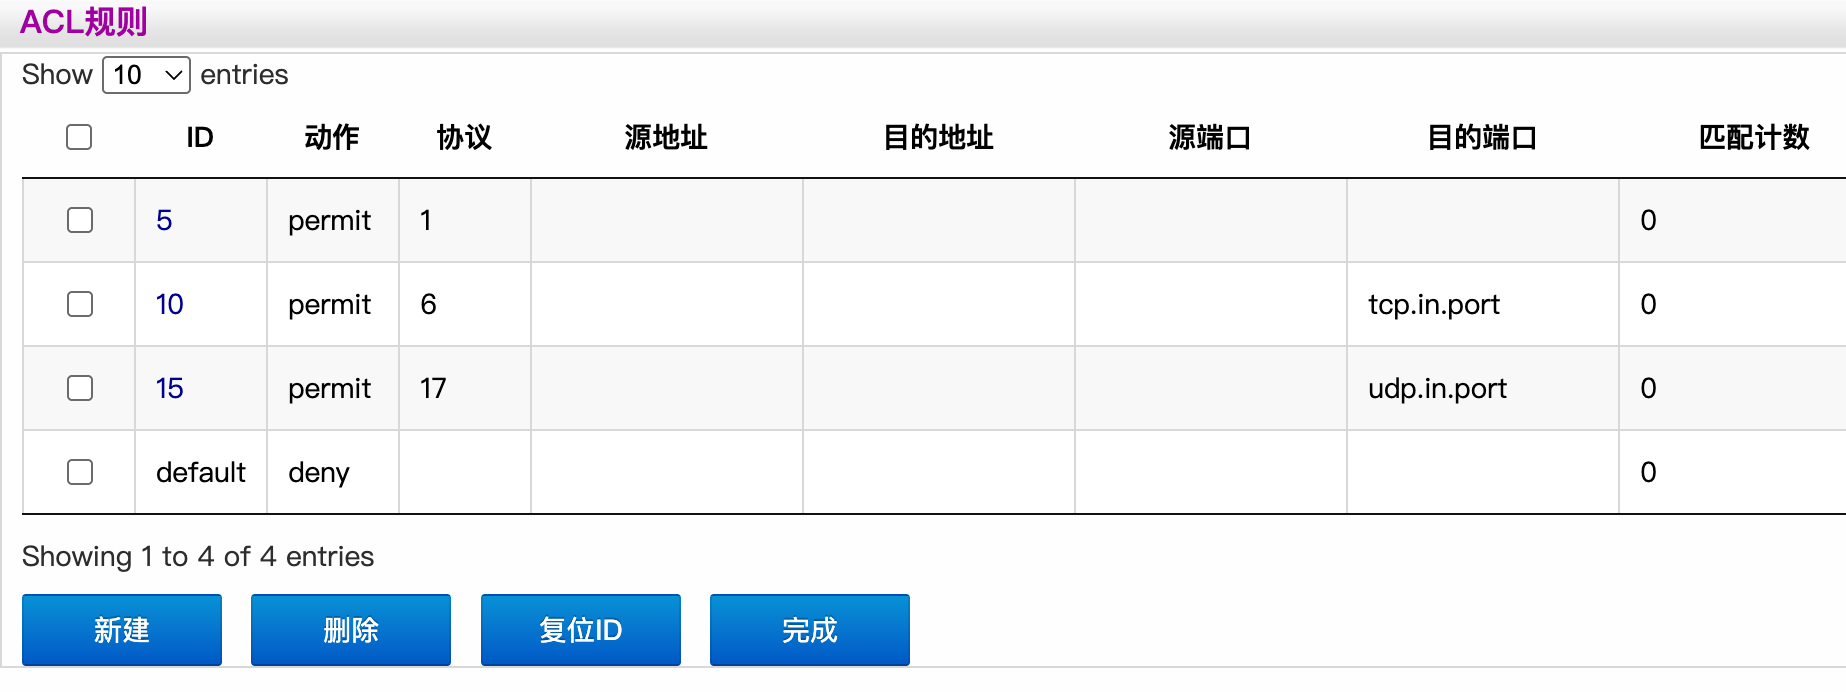 ACL规则
Show 10 entries
ID 动作 协议 源地址 目的地址 源端口 目的端口 匹配计数
5 permit 1 0
10 permit 6 tcp.in.port 0
15 permit 17 udp.in.port 0
default deny 0
Showing 1 to 4 of 4 entries
新建 删除 复位ID 完成